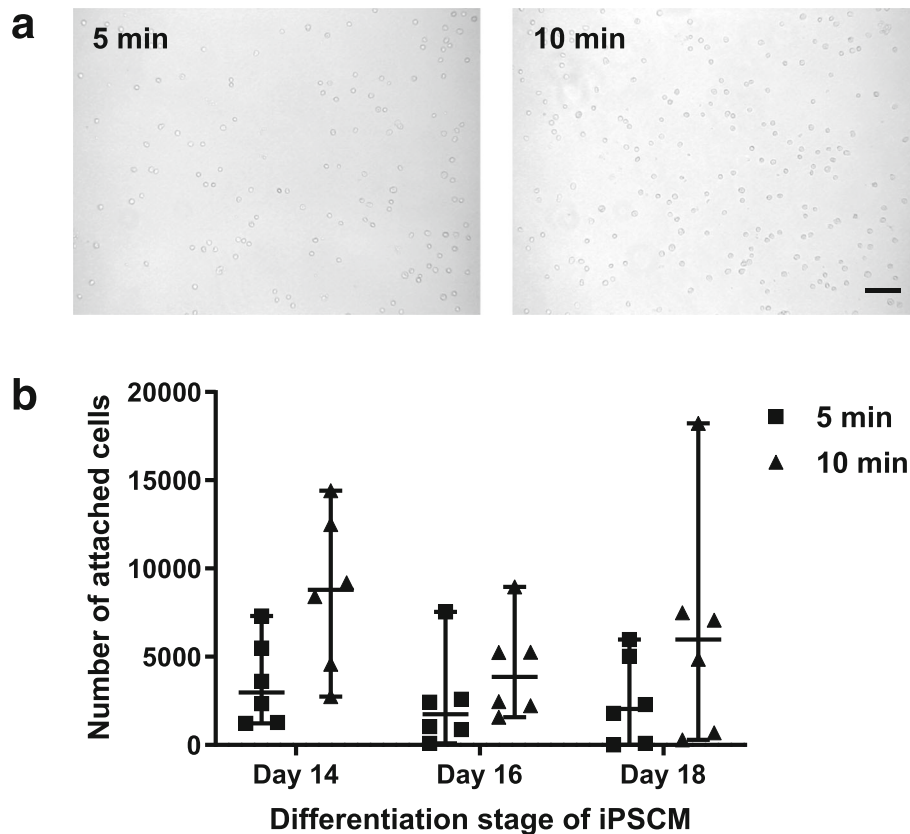 a
5 min
10 min
b
Number of attached cells
20000
15000
10000
5000
0
5 min
10 min
Day 14
Day 16
Day 18
Differentiation stage of iPSCM